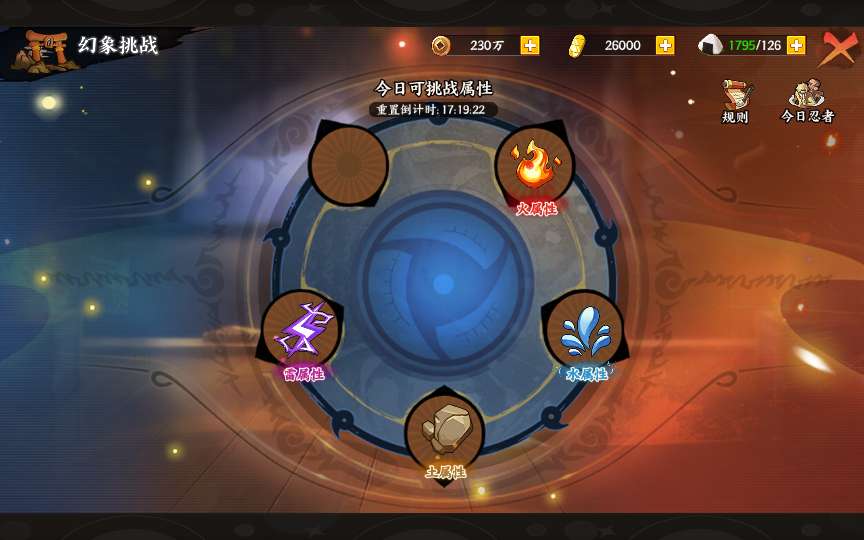 幻象挑战
230万
26000
1795/126
今日可挑战属性
重置倒计时: 17:19:22
规则
今日忍者
火属性
雷属性
水属性
土属性